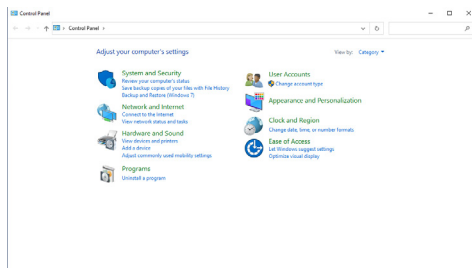 Control Panel
Control Panel
Adjust your computer's settings
View by: Category
System and Security
Review your computer's status
Save backup copies of your files with File History
Backup and Restore (Windows 7)
Network and Internet
Connect to the Internet
View network status and tasks
Hardware and Sound
View devices and printers
Add a device
Adjust commonly used mobility settings
Programs
Uninstall a program
User Accounts
Change account type
Appearance and Personalization
Clock and Region
Change date, time, or number formats
Ease of Access
Let Windows suggest settings
Optimize visual display